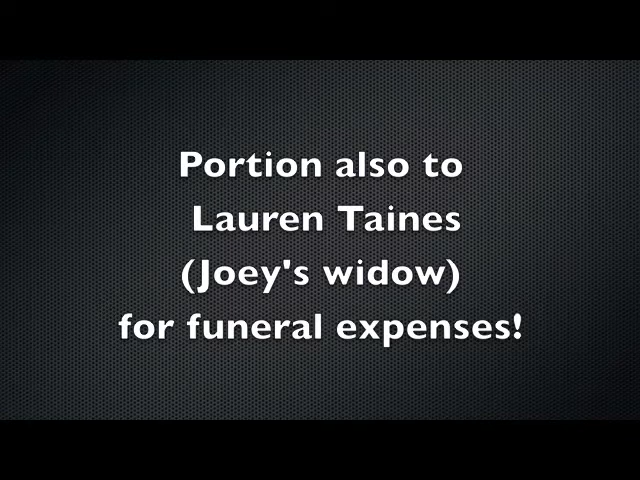 Portion also to
Lauren Taines
(Joey's widow)
for funeral expenses!